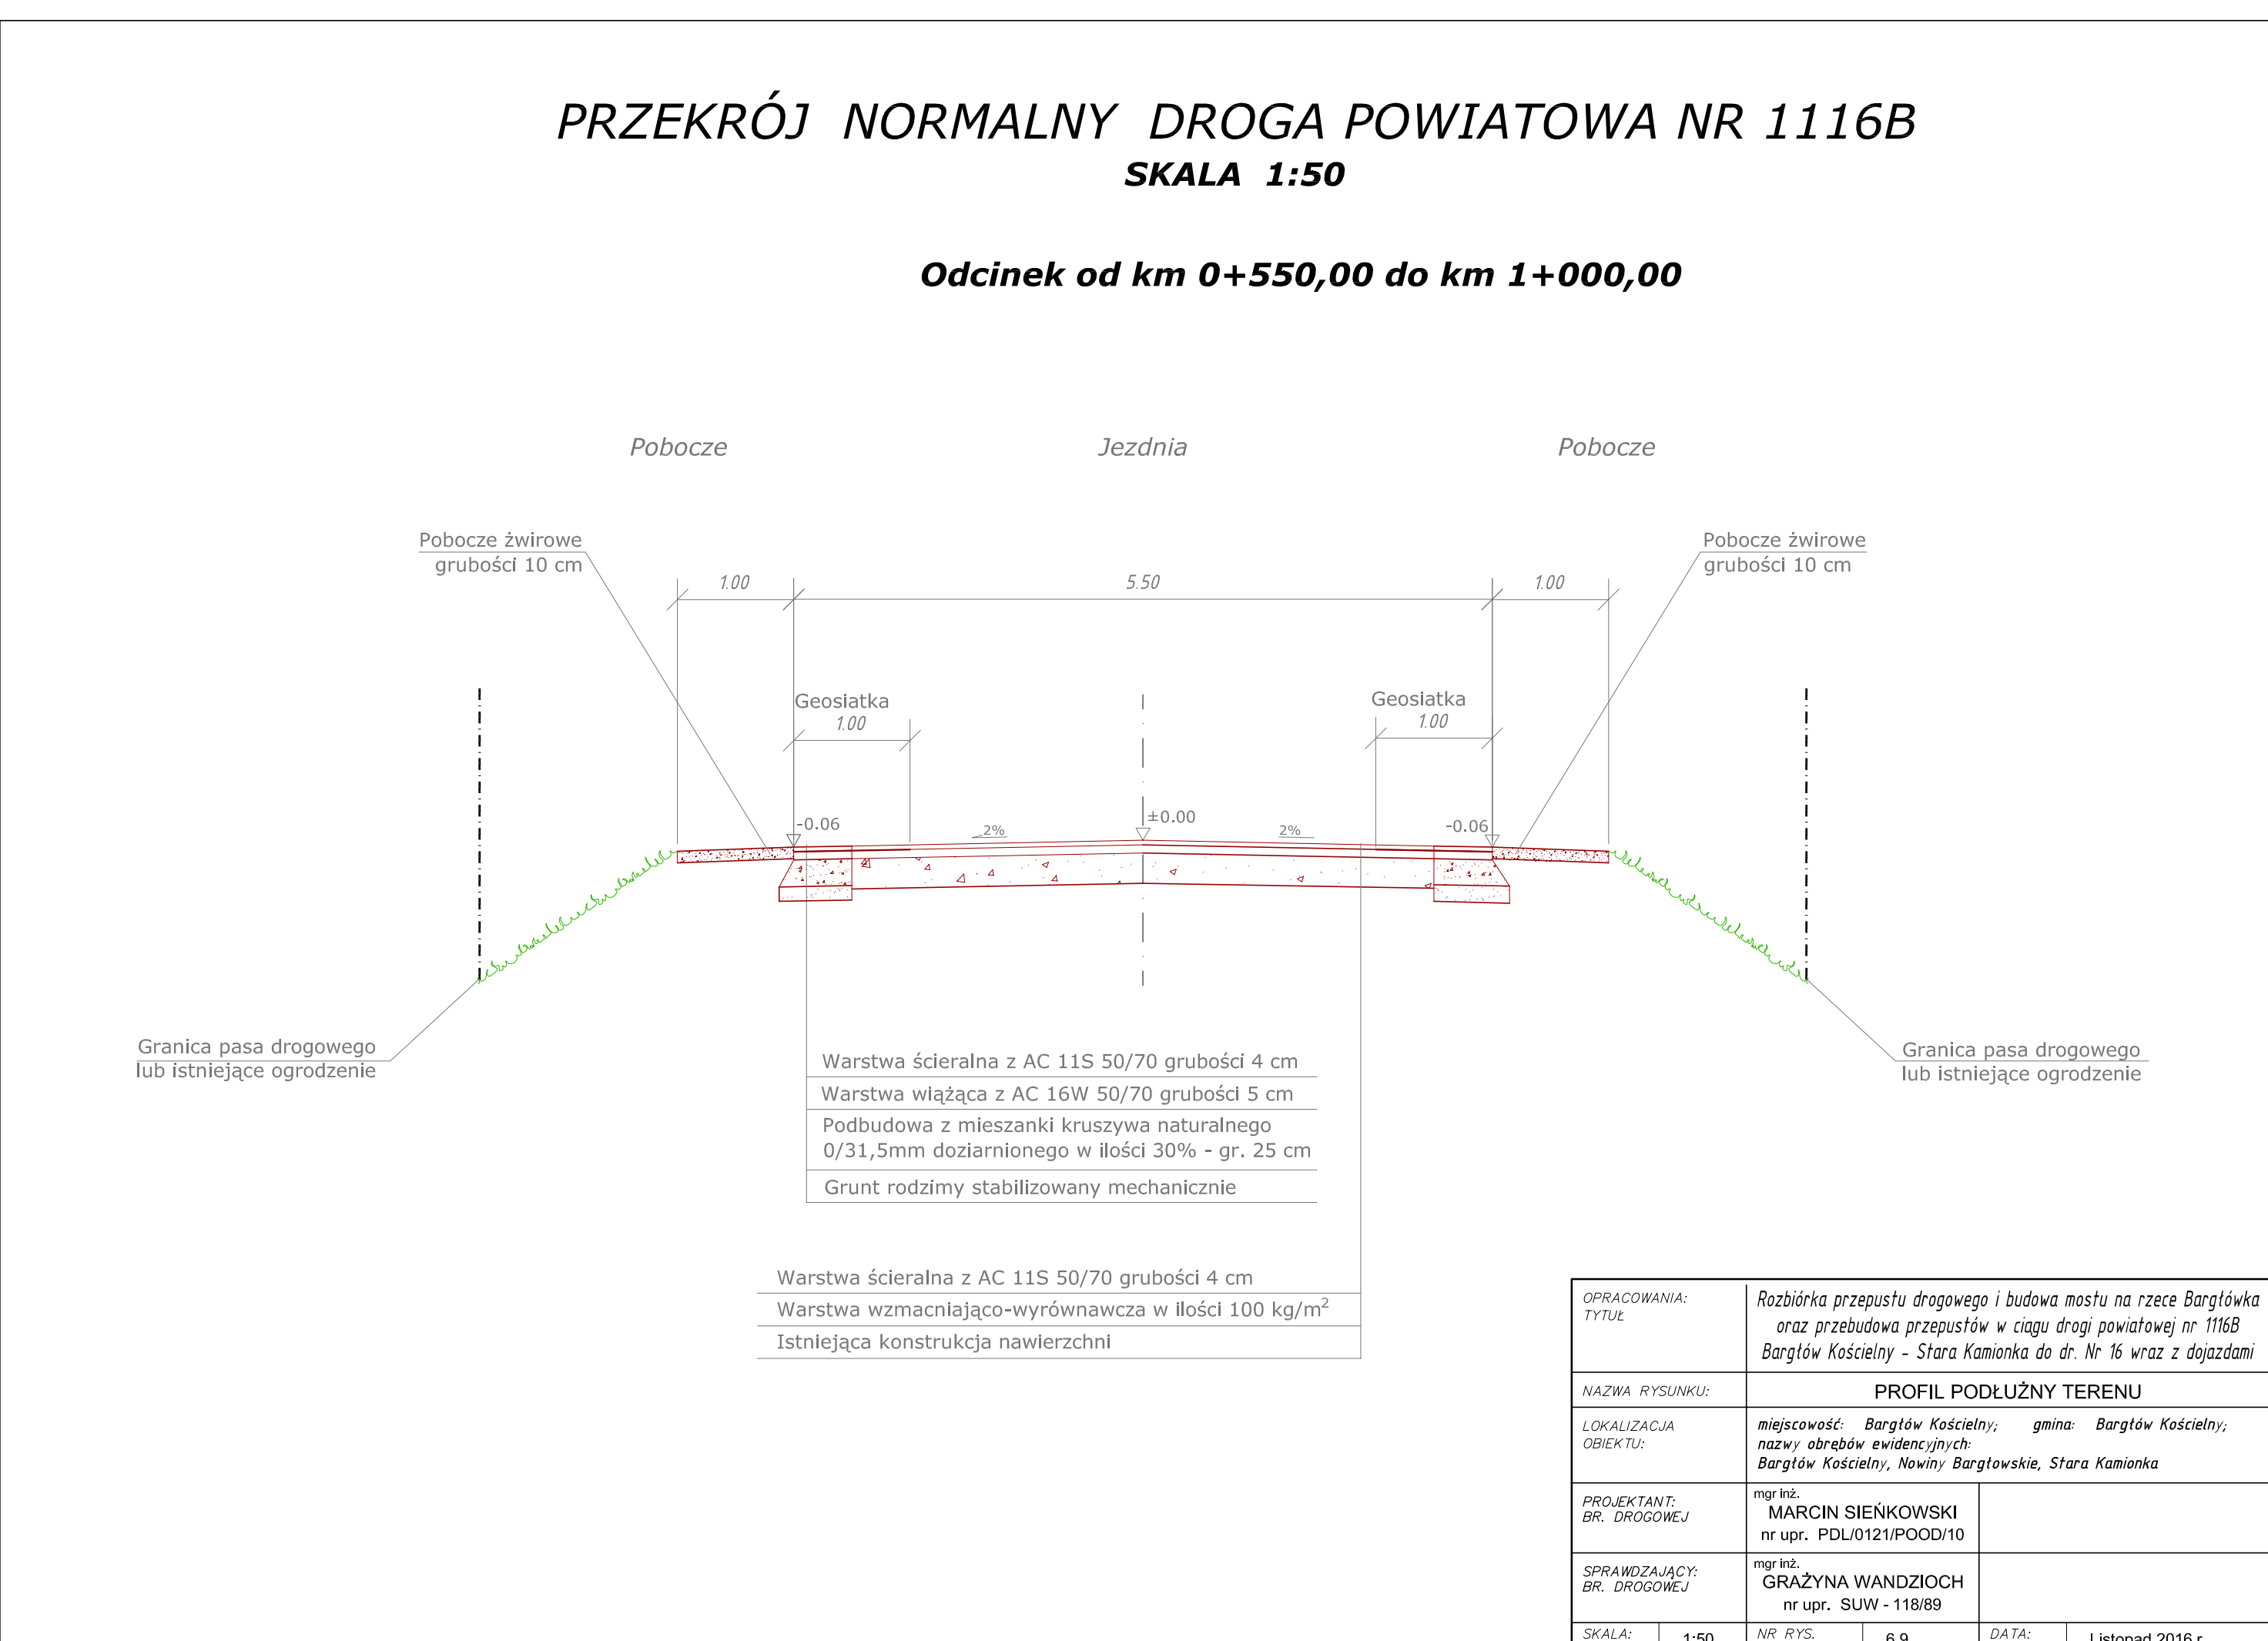 PRZEKRÓJ NORMALNY DROGA POWIATOWA NR 1116B
SKALA 1:50
Odcinek od km 0+550,00 do km 1+000,00
Pobocze
Jezdnia
Pobocze
Pobocze żwirowe
grubości 10 cm
Pobocze żwirowe
grubości 10 cm
1.00
5.50
1.00
Geosiatka
1.00
Geosiatka
1.00
-0.06
2%
±0.00
2%
-0.06
Granica pasa drogowego
lub istniejące ogrodzenie
Granica pasa drogowego
lub istniejące ogrodzenie
Warstwa ścieralna z AC 11S 50/70 grubości 4 cm
Warstwa wiążąca z AC 16W 50/70 grubości 5 cm
Podbudowa z mieszanki kruszywa naturalnego
0/31,5mm doziarnionego w ilości 30% - gr. 25 cm
Grunt rodzimy stabilizowany mechanicznie
Warstwa ścieralna z AC 11S 50/70 grubości 4 cm
Warstwa wzmacniająco-wyrównawcza w ilości 100 kg/m²
Istniejąca konstrukcja nawierzchni
OPRACOWANIA:
TYTUŁ
Rozbiórka przepustu drogowego i budowa mostu na rzece Bargłówka
oraz przebudowa przepustów w ciągu drogi powiatowej nr 1116B
Bargłów Kościelny - Stara Kamionka do dr. Nr 16 wraz z dojazdami
NAZWA RYSUNKU:
PROFIL PODŁUŻNY TERENU
LOKALIZACJA
OBIEKTU:
miejscowość: Bargłów Kościelny; gmina: Bargłów Kościelny;
nazwy obrębów ewidencyjnych:
Bargłów Kościelny, Nowiny Bargłowskie, Stara Kamionka
PROJEKTANT:
BR. DROGOWEJ
mgr inż.
MARCIN SIEŃKOWSKI
nr upr. PDL/0121/POOD/10
SPRAWDZAJĄCY:
BR. DROGOWEJ
mgr inż.
GRAŻYNA WANDZIOCH
nr upr. SUW - 118/89
SKALA: 1:50 NR RYS. 6.9 DATA: Listopad 2016 r.